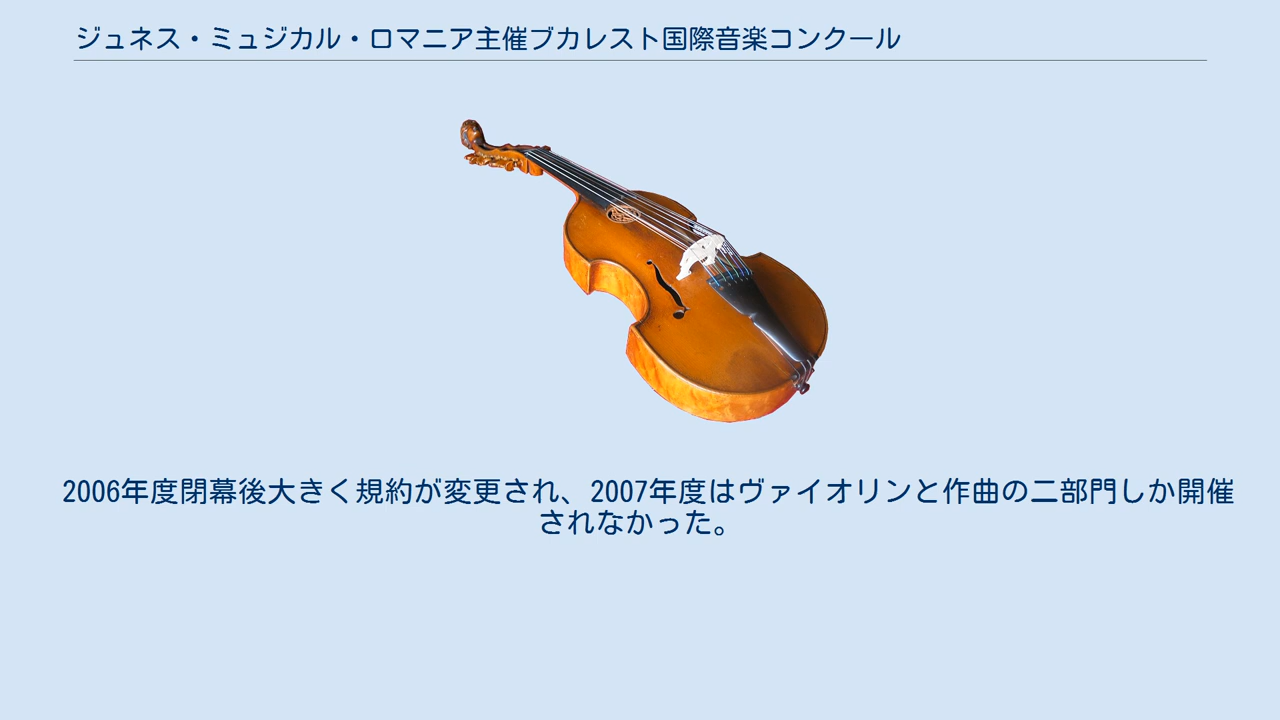 ジュネス・ミュジカル・ロマニア主催ブカレスト国際音楽コンクール
2006年度閉幕後大きく規約が変更され、2007年度はヴァイオリンと作曲の二部門しか開催
されなかった。